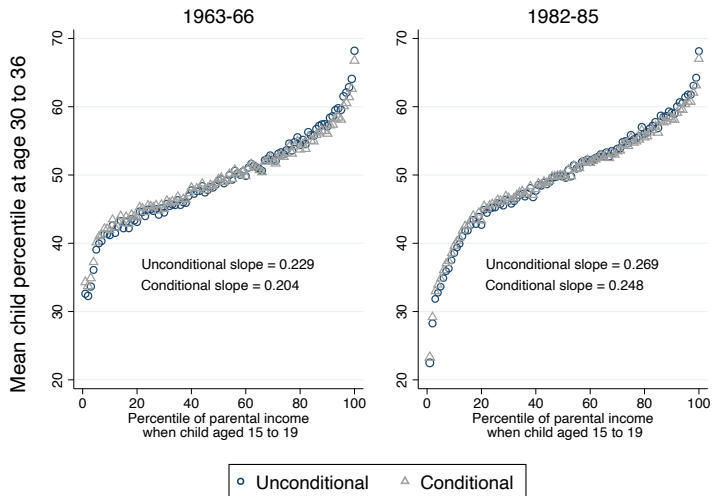 1963-66
1982-85
Mean child percentile at age 30 to 36
70
60
50
40
30
20
Unconditional slope = 0.229
Conditional slope = 0.204
0 20 40 60 80 100
Percentile of parental income
when child aged 15 to 19
70
60
50
40
30
20
Unconditional slope = 0.269
Conditional slope = 0.248
0 20 40 60 80 100
Percentile of parental income
when child aged 15 to 19
Unconditional Conditional